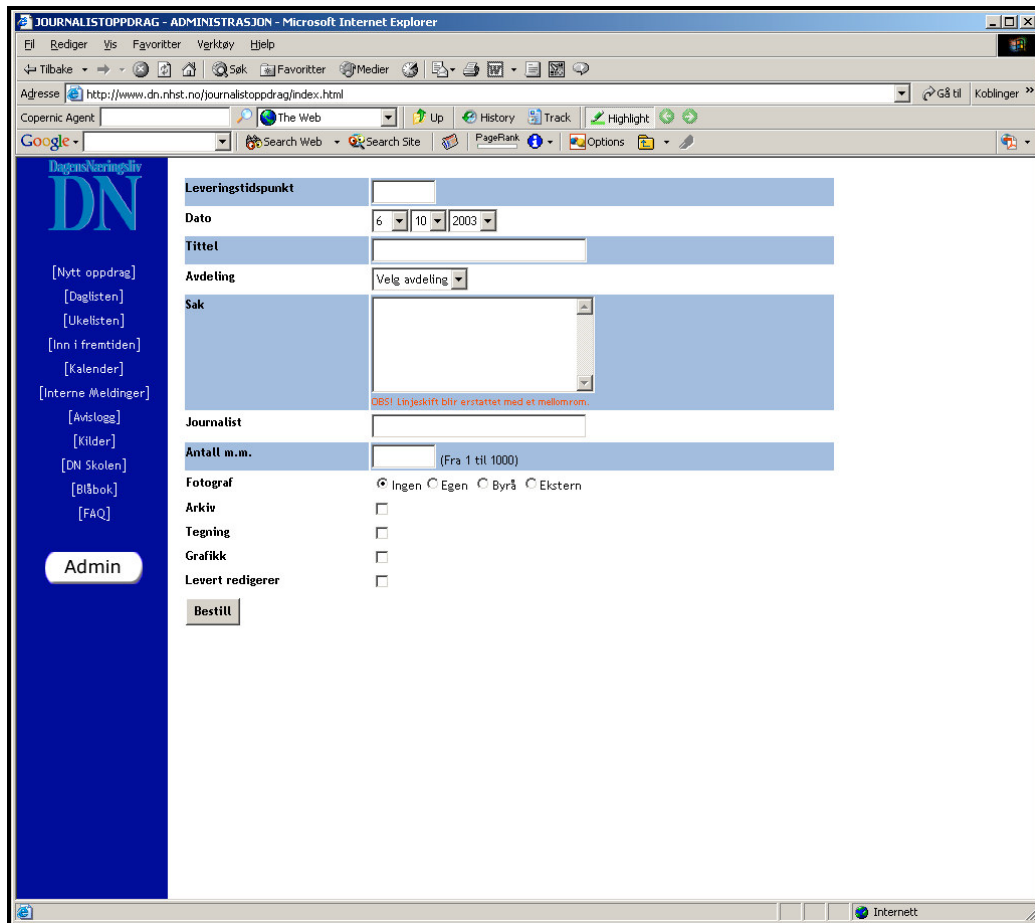 JOURNALISTOPPDRAG - ADMINISTRASJON - Microsoft Internet Explorer
Fil Rediger Vis Favoritter Verktøy Hjelp
Tilbake Søk Favoritter Medier
Adresse http://www.dn.nhst.no/journalistoppdrag/index.html Gå til Koblinger »
Copernic Agent The Web Up History Track Highlight
Google Search Web Search Site PageRank Options
DagensNæringsliv
DN
[Nytt oppdrag]
[Daglisten]
[Ukelisten]
[Inn i fremtiden]
[Kalender]
[Interne Meldinger]
[Avislogg]
[Kilder]
[DN Skolen]
[Blåbok]
[FAQ]
Admin
Leveringstidspunkt
Dato 6 10 2003
Tittel
Avdeling Velg avdeling
Sak
OBS! Linjeskift blir erstattet med et mellomrom.
Journalist
Antall m.m. (Fra 1 til 1000)
Fotograf Ingen Egen Byrå Ekstern
Arkiv
Tegning
Grafikk
Levert redigerer
Bestill
Internett